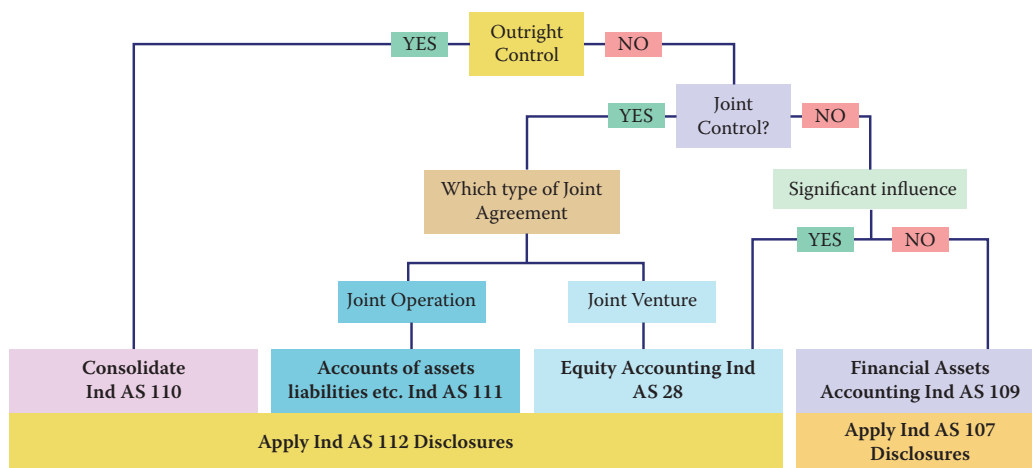 Outright
Control
YES
NO
Joint
Control?
YES
NO
Which type of Joint
Agreement
Significant influence
YES
NO
Joint Operation
Joint Venture
Consolidate
Ind AS 110
Accounts of assets
liabilities etc. Ind AS 111
Equity Accounting Ind
AS 28
Financial Assets
Accounting Ind AS 109
Apply Ind AS 112 Disclosures
Apply Ind AS 107
Disclosures